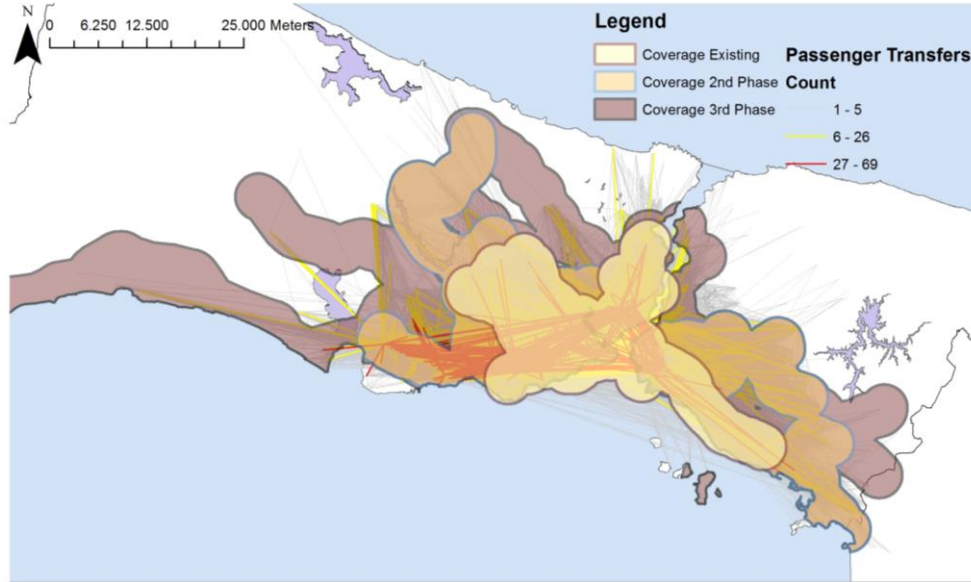 N
0 6.250 12.500 25.000 Meters
Legend
Coverage Existing
Coverage 2nd Phase
Coverage 3rd Phase
Passenger Transfers
Count
1 - 5
6 - 26
27 - 69